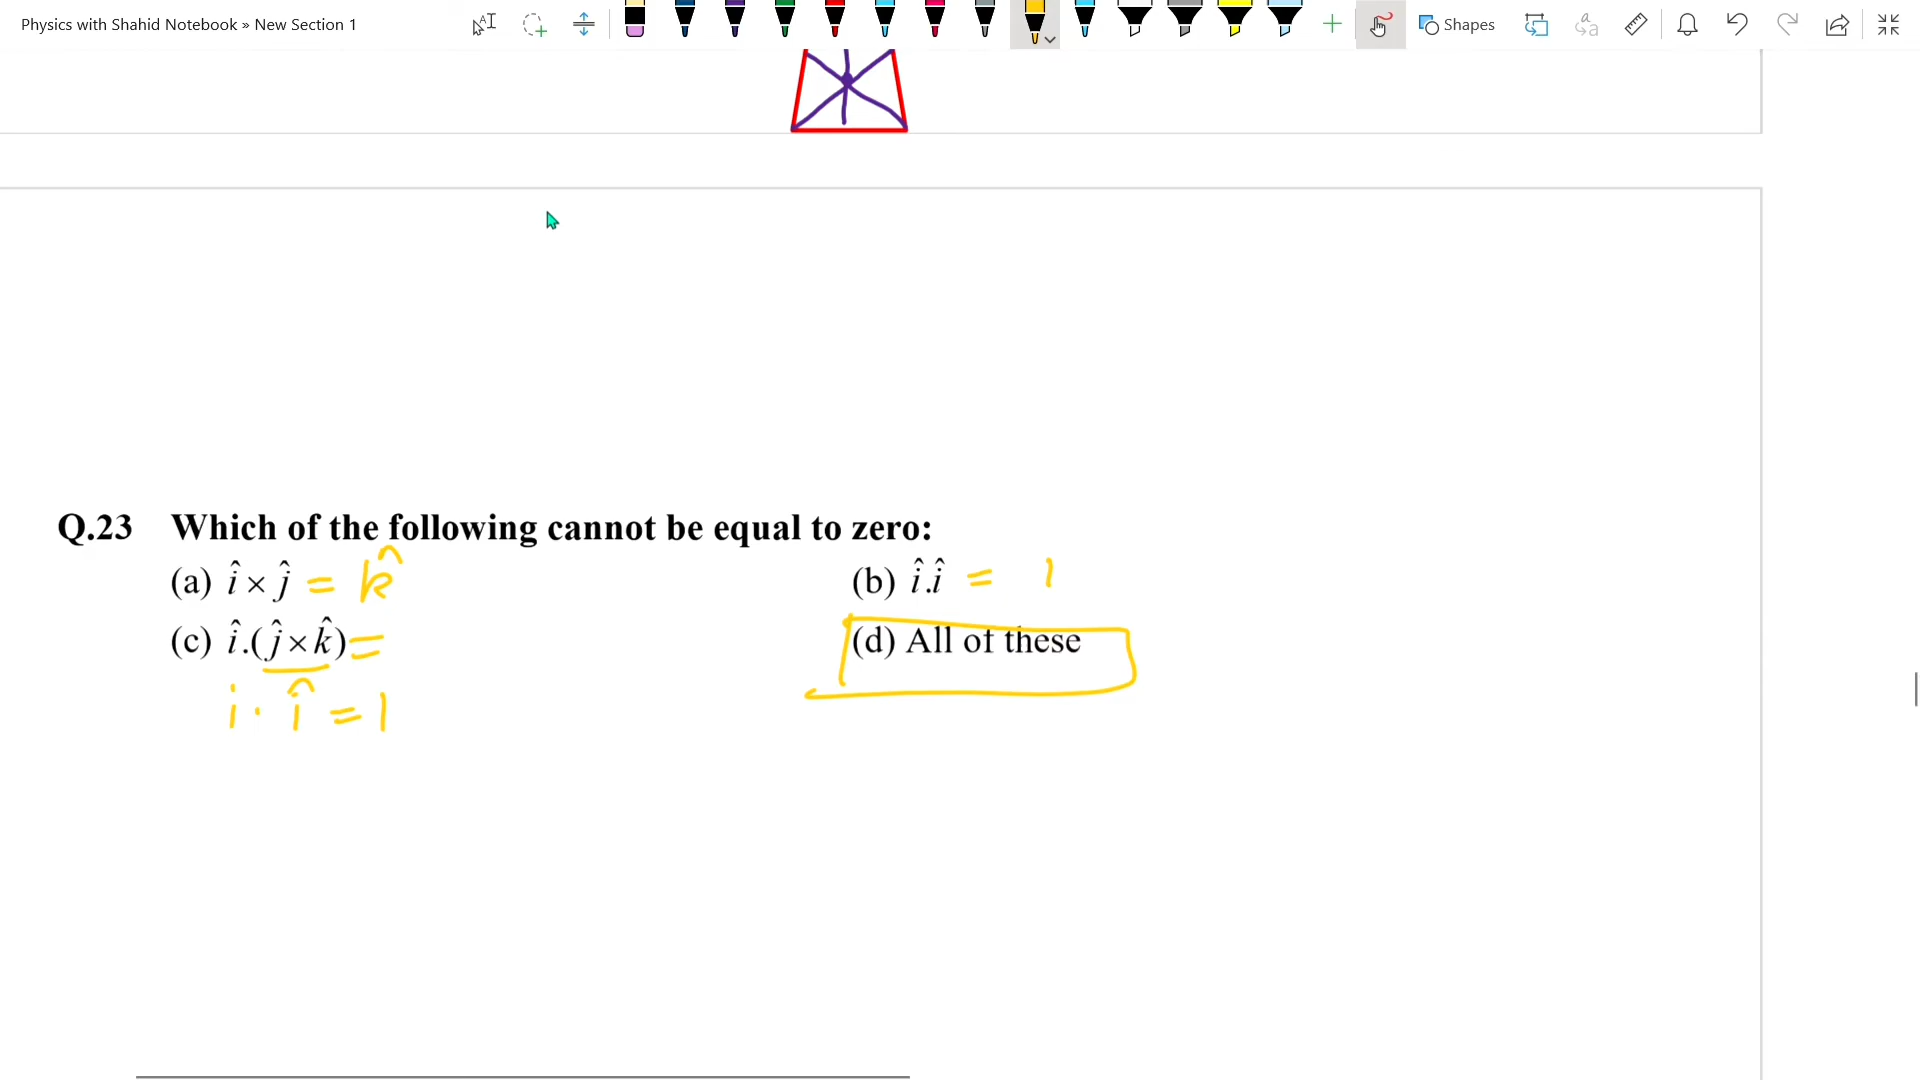 Physics with Shahid Notebook » New Section 1
Shapes
Q.23 Which of the following cannot be equal to zero:
(a) î × ĵ = k̂
(b) î.î = 1
(c) î.(ĵ × k̂) =
(d) All of these
i · î = 1